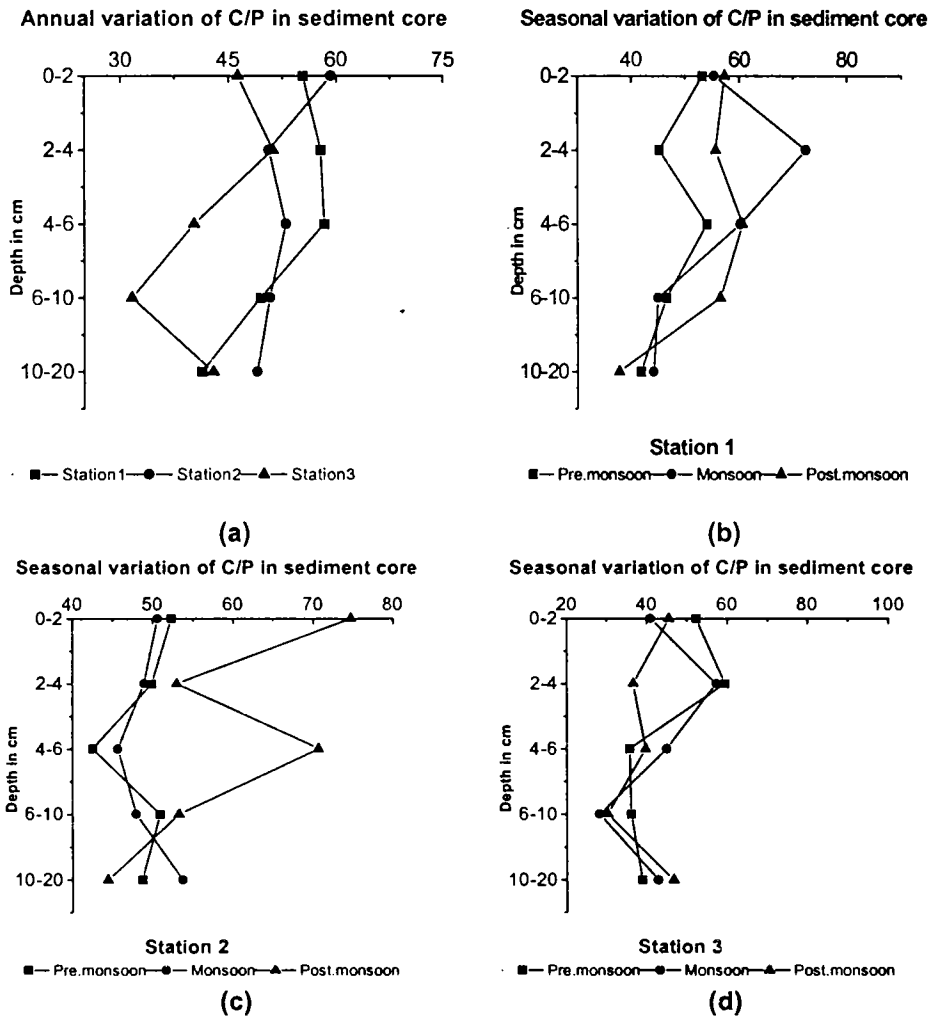 Annual variation of C/P in sediment core
30 45 60 75
0-2
2-4
4-6
6-10
10-20
Depth in cm
Station1 Station2 Station3
(a)
Seasonal variation of C/P in sediment core
40 60 80
0-2
2-4
4-6
6-10
10-20
Depth in cm
Station 1
Pre.monsoon Monsoon Post.monsoon
(b)
Seasonal variation of C/P in sediment core
40 50 60 70 80
0-2
2-4
4-6
6-10
10-20
Depth in cm
Station 2
Pre.monsoon Monsoon Post.monsoon
(c)
Seasonal variation of C/P in sediment core
20 40 60 80 100
0-2
2-4
4-6
6-10
10-20
Depth in cm
Station 3
Pre.monsoon Monsoon Post.monsoon
(d)